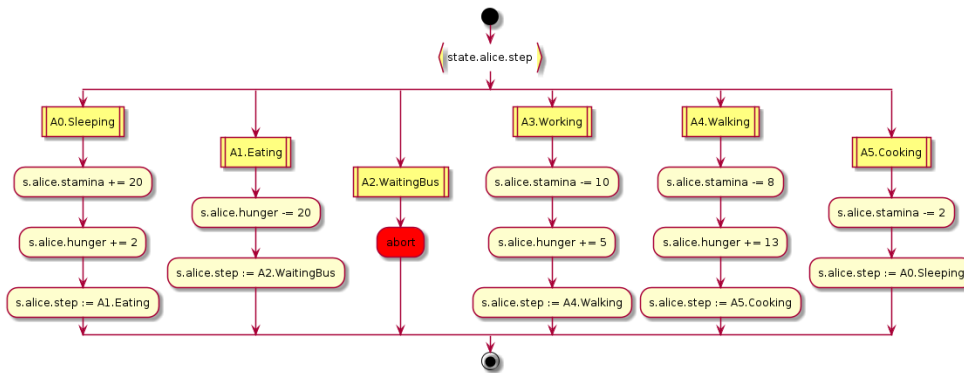 state.alice.step
A0.Sleeping
s.alice.stamina += 20
s.alice.hunger += 2
s.alice.step := A1.Eating
A1.Eating
s.alice.hunger -= 20
s.alice.step := A2.WaitingBus
A2.WaitingBus
abort
A3.Working
s.alice.stamina -= 10
s.alice.hunger += 5
s.alice.step := A4.Walking
A4.Walking
s.alice.stamina -= 8
s.alice.hunger += 13
s.alice.step := A5.Cooking
A5.Cooking
s.alice.stamina -= 2
s.alice.step := A0.Sleeping